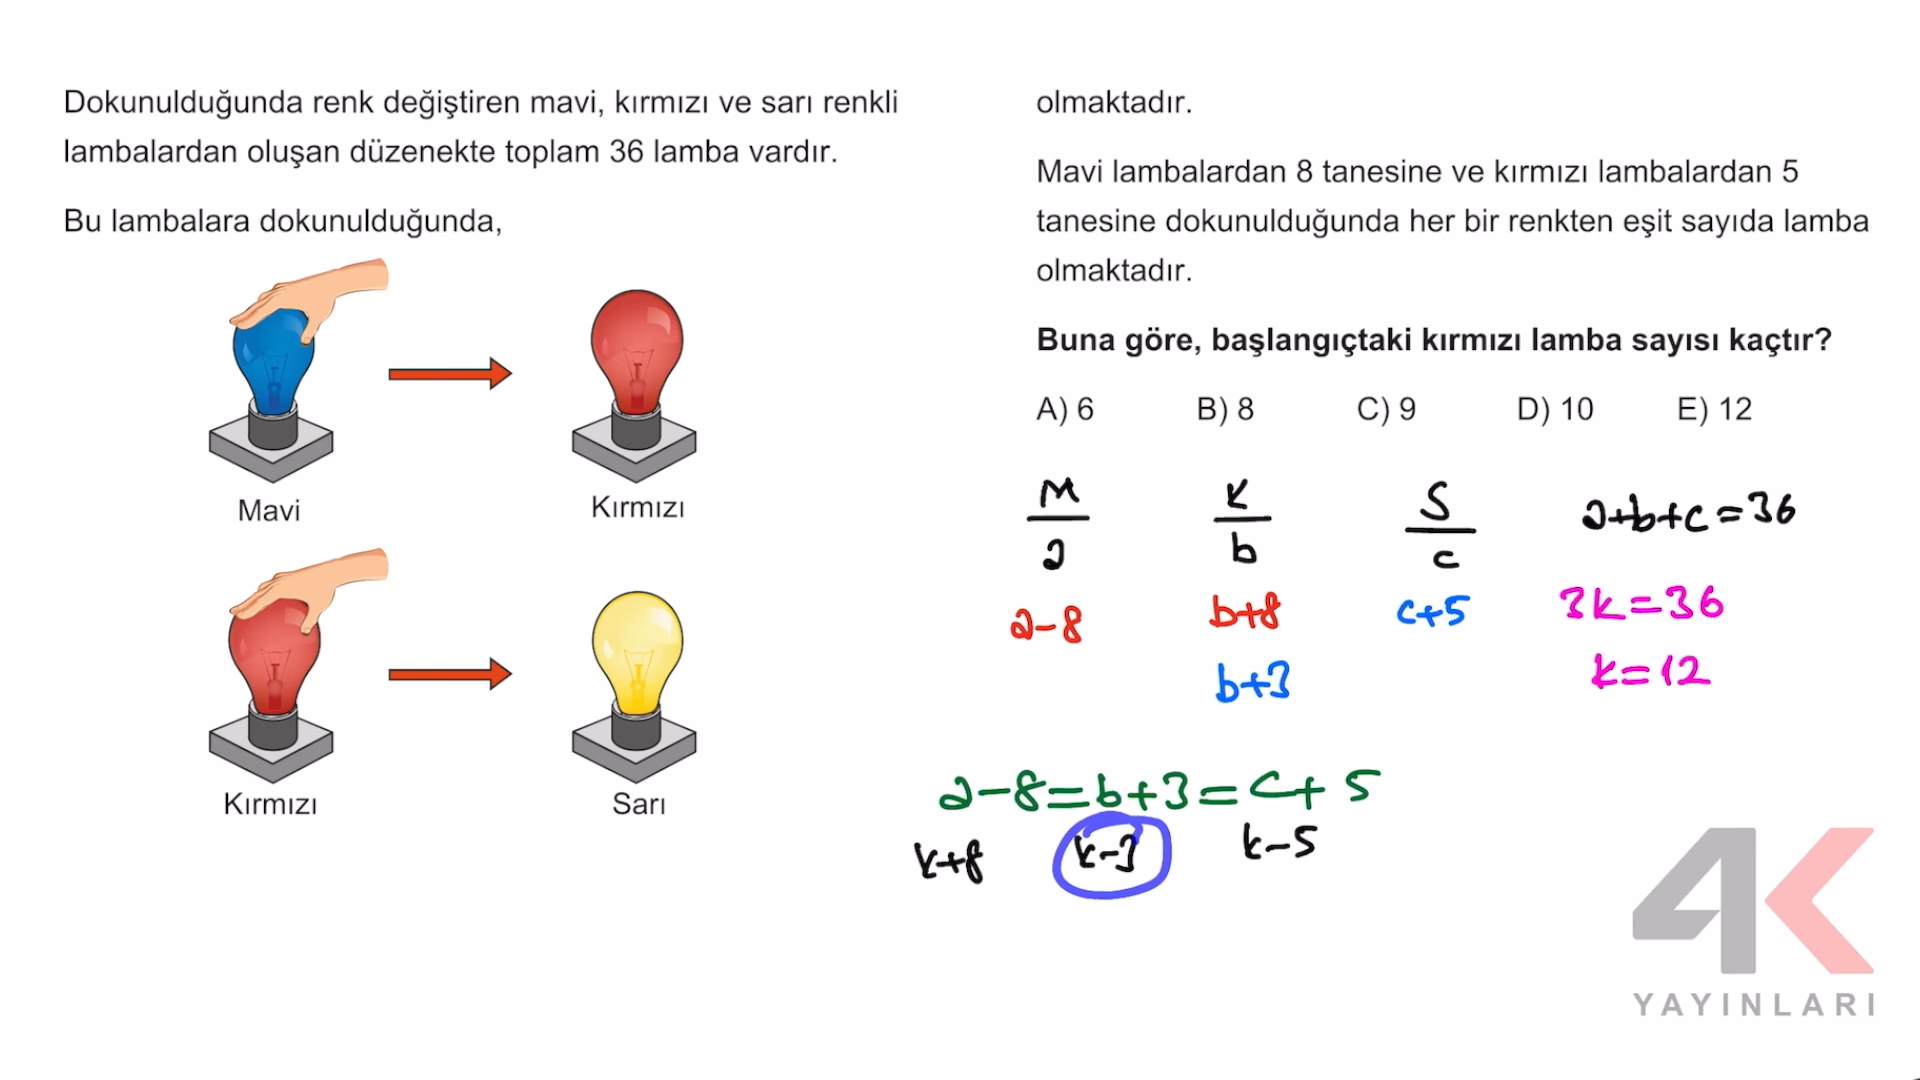 Dokunulduğunda renk değiştiren mavi, kırmızı ve sarı renkli
lambalardan oluşan düzenekte toplam 36 lamba vardır.
Bu lambalara dokunulduğunda,
Mavi
Kırmızı
Kırmızı
Sarı
olmaktadır.
Mavi lambalardan 8 tanesine ve kırmızı lambalardan 5
tanesine dokunulduğunda her bir renkten eşit sayıda lamba
olmaktadır.
Buna göre, başlangıçtaki kırmızı lamba sayısı kaçtır?
A) 6 B) 8 C) 9 D) 10 E) 12
M K S
a b c a+b+c=36
a-8 b+8 c+5 3k=36
b+3 k=12
a-8=b+3=c+5
k+8 k-3 k-5
4K
YAYINLARI